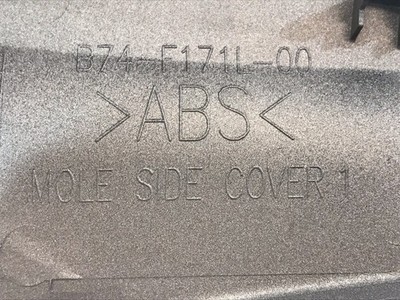 B74-F171L-00
>ABS<
MOLE SIDE COVER 1